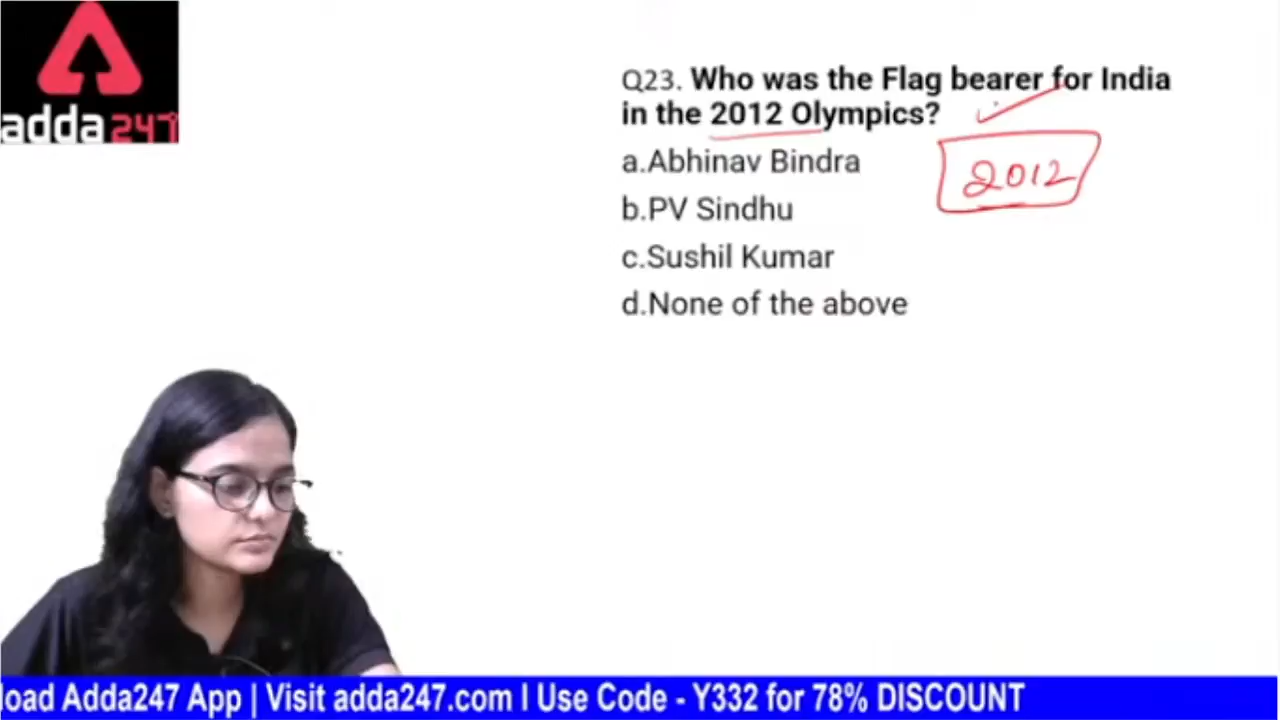 adda247
Q23. Who was the Flag bearer for India
in the 2012 Olympics?
2012
a.Abhinav Bindra
b.PV Sindhu
c.Sushil Kumar
d.None of the above
load Adda247 App | Visit adda247.com I Use Code - Y332 for 78% DISCOUNT